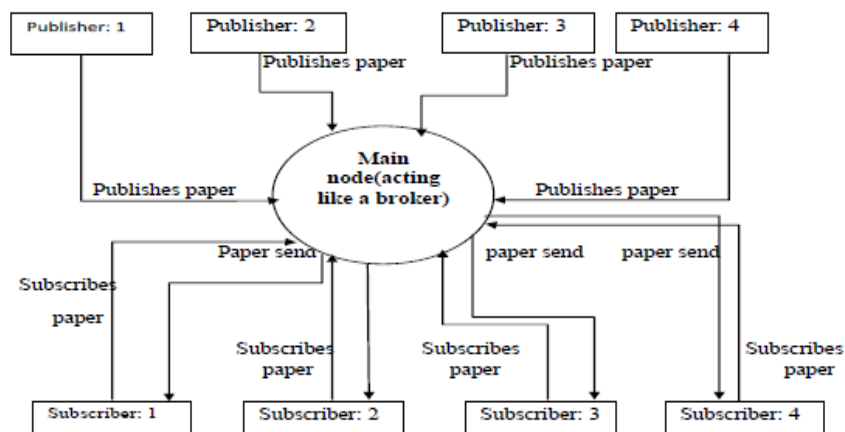 Publisher: 1
Publisher: 2
Publisher: 3
Publisher: 4
Publishes paper
Publishes paper
Main
node(acting
like a broker)
Publishes paper
Publishes paper
Paper send
paper send
paper send
Subscribes
paper
Subscribes
paper
Subscribes
paper
Subscribes
paper
Subscriber: 1
Subscriber: 2
Subscriber: 3
Subscriber: 4